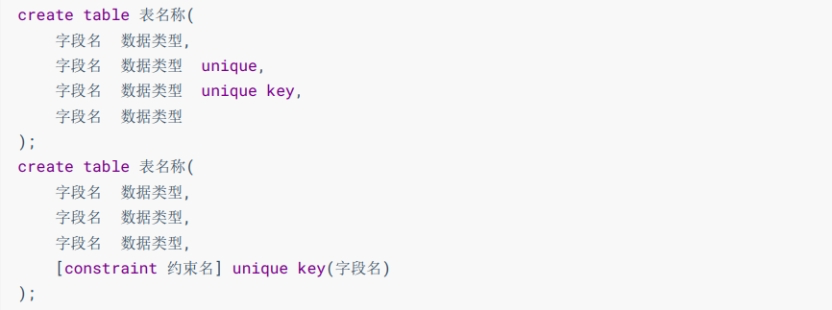 create table 表名称(
    字段名  数据类型,
    字段名  数据类型  unique,
    字段名  数据类型  unique key,
    字段名  数据类型
);
create table 表名称(
    字段名  数据类型,
    字段名  数据类型,
    字段名  数据类型,
    [constraint 约束名] unique key(字段名)
);